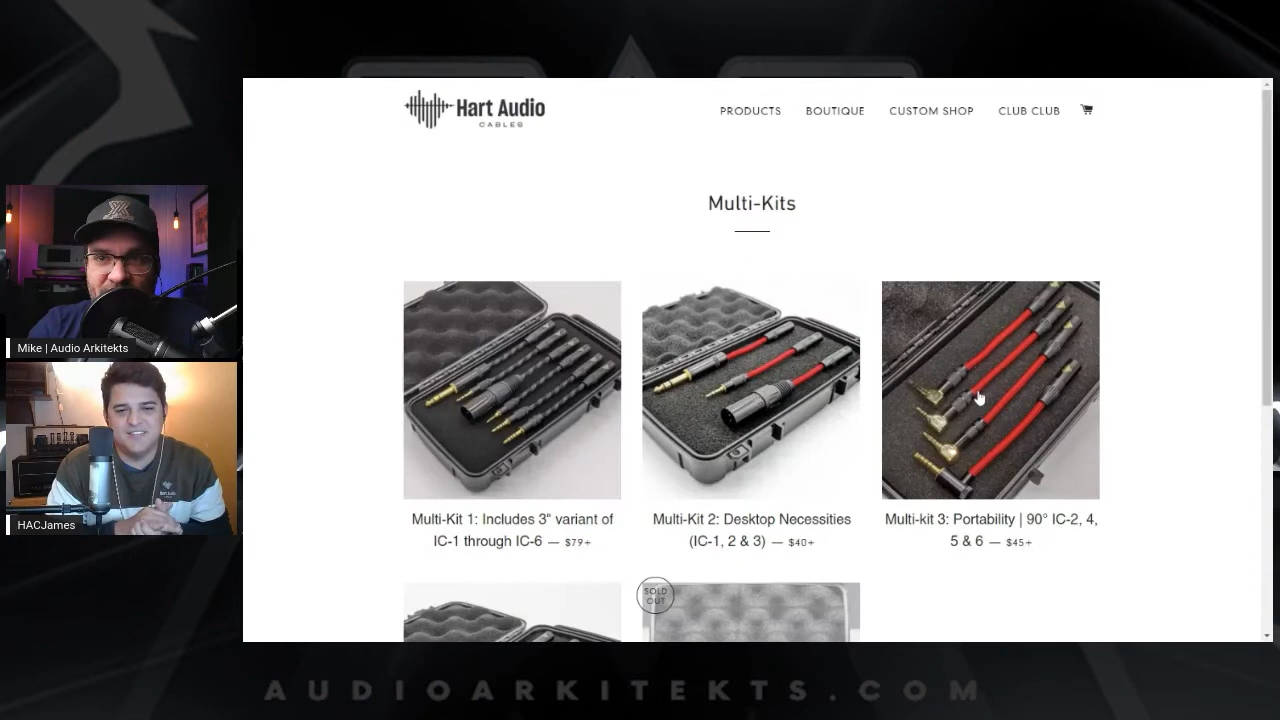 Hart Audio
CABLES
PRODUCTS
BOUTIQUE
CUSTOM SHOP
CLUB CLUB
Multi-Kits
Mike | Audio Arkitekts
HACJames
Multi-Kit 1: Includes 3" variant of
IC-1 through IC-6 — $79+
Multi-Kit 2: Desktop Necessities
(IC-1, 2 & 3) — $40+
Multi-kit 3: Portability | 90° IC-2, 4,
5 & 6 — $45+
SOLD
OUT
AUDIOARKITEKTS.COM